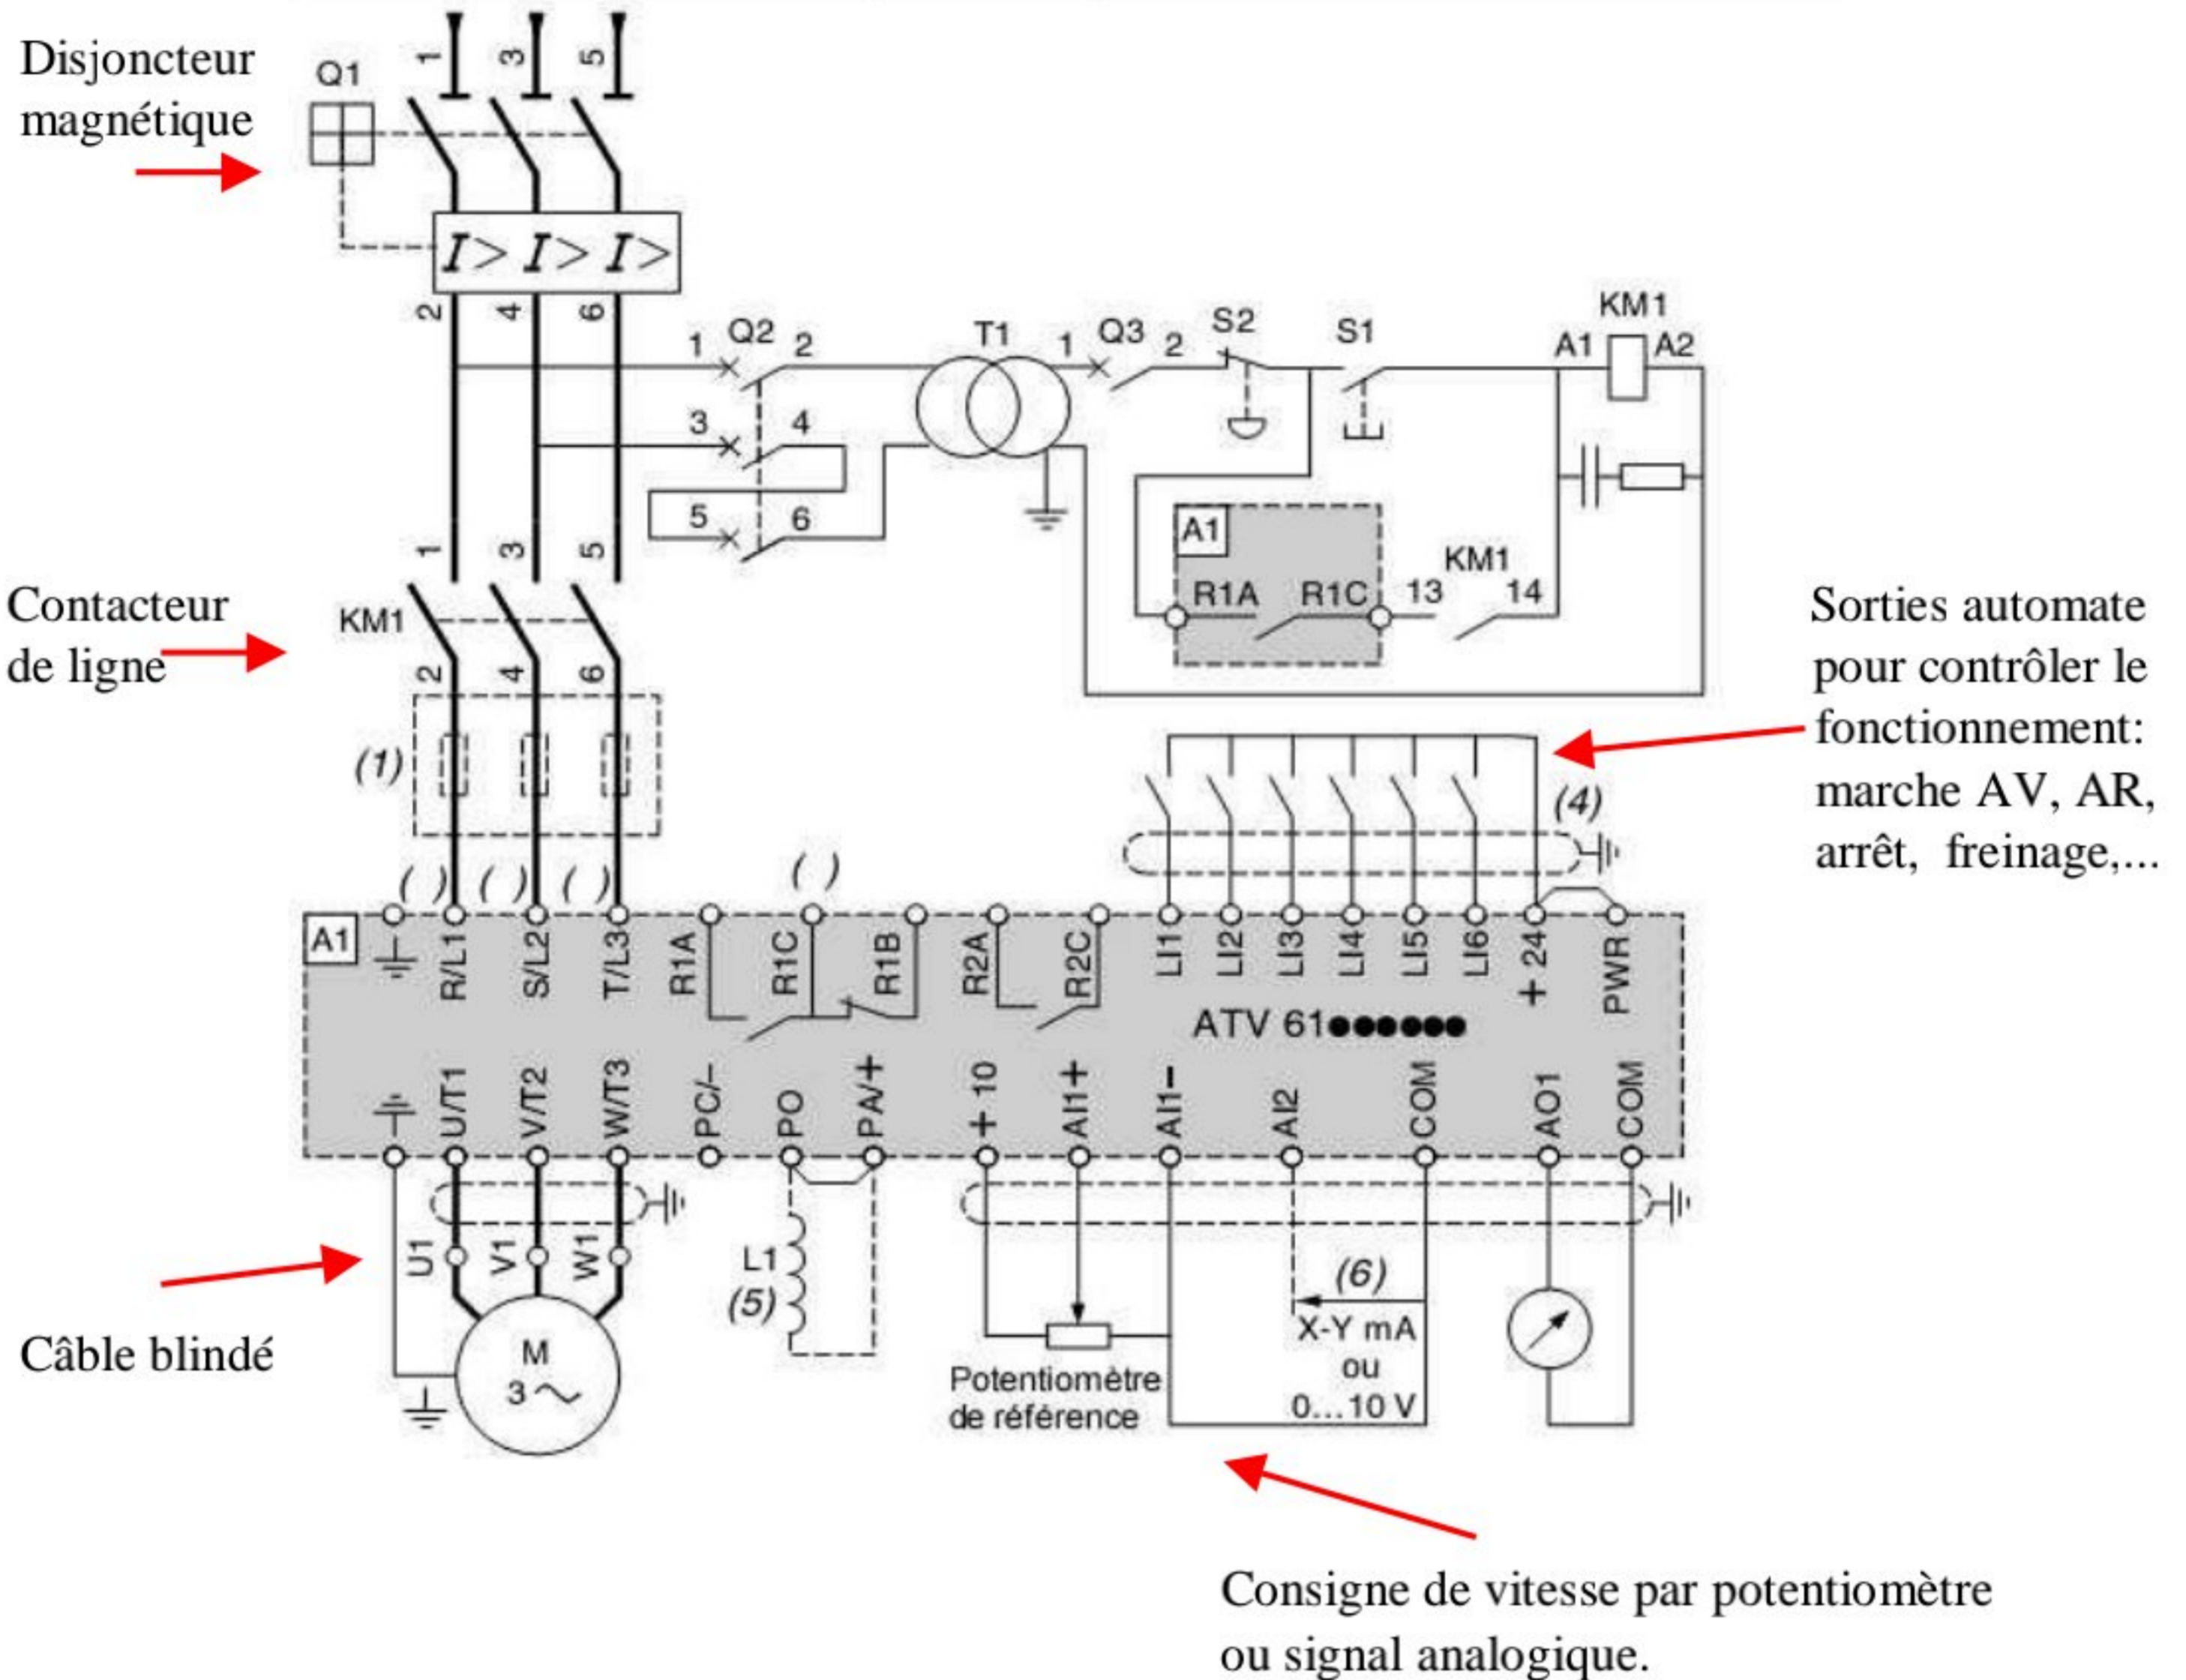 Disjoncteur
magnétique
Q1
1 3 5
I> I> I>
2 4 6
1 Q2 2
3 4
5 6
T1
1 Q3 2
S2
S1
KM1
A1 A2
A1
R1A R1C
KM1
13 14
Contacteur
de ligne
1 3 5
KM1
2 4 6
(1)
Sorties automate
pour contrôler le
fonctionnement:
marche AV, AR,
arrêt, freinage,...
(4)
( ) ( ) ( ) ( )
A1
R/L1 S/L2 T/L3 R1A R1C R1B R2A R2C LI1 LI2 LI3 LI4 LI5 LI6 +24 PWR
ATV 61●●●●●●
U/T1 V/T2 W/T3 PC/– PO PA/+ +10 AI1+ AI1– AI2 COM AO1 COM
U1 V1 W1
L1
(5)
(6)
X-Y mA
ou
0...10 V
M
3
Potentiomètre
de référence
Câble blindé
Consigne de vitesse par potentiomètre
ou signal analogique.